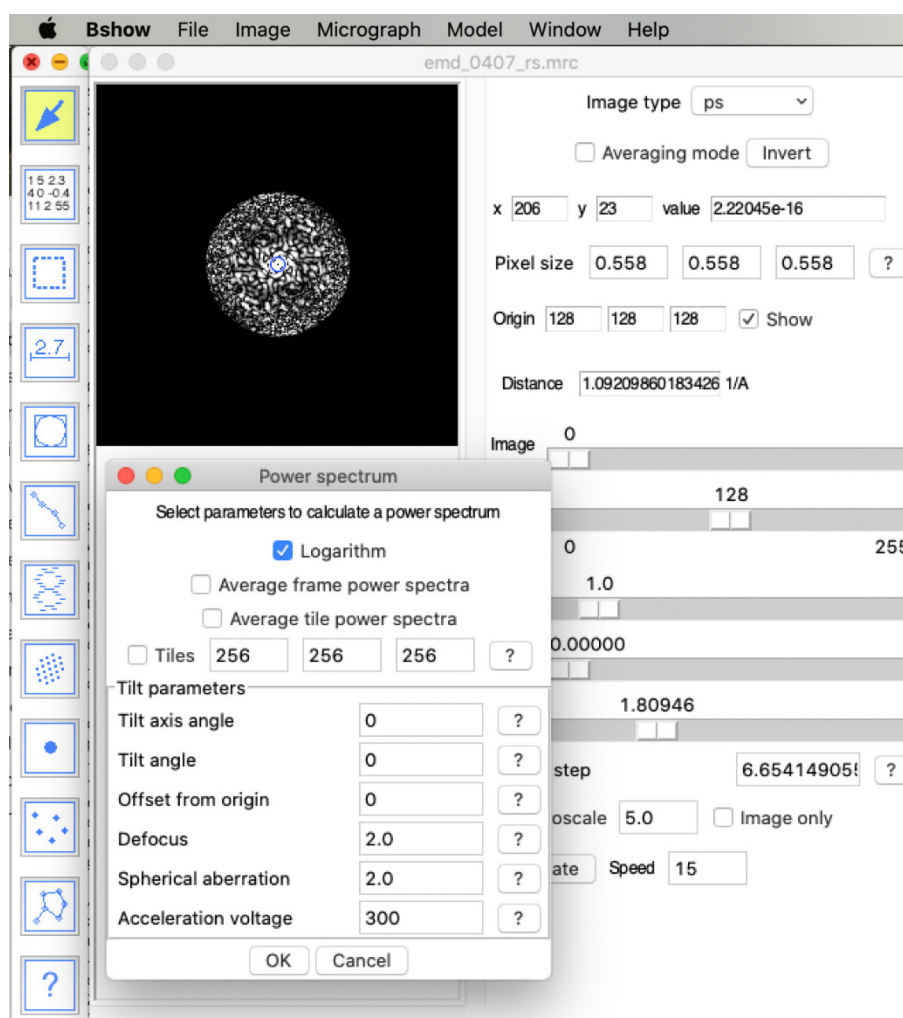 Bshow File Image Micrograph Model Window Help
emd_0407_rs.mrc
Image type ps
Averaging mode Invert
1 5 2.3
4 0 -0.4
11 2 55
x 206 y 23 value 2.22045e-16
Pixel size 0.558 0.558 0.558 ?
Origin 128 128 128 Show
2.7
Distance 1.09209860183426 1/A
Image 0
128
0 255
1.0
0.00000
1.80946
step 6.654149055 ?
oscale 5.0 Image only
ate Speed 15
Power spectrum
Select parameters to calculate a power spectrum
Logarithm
Average frame power spectra
Average tile power spectra
Tiles 256 256 256 ?
Tilt parameters
Tilt axis angle 0 ?
Tilt angle 0 ?
Offset from origin 0 ?
Defocus 2.0 ?
Spherical aberration 2.0 ?
Acceleration voltage 300 ?
OK Cancel
?